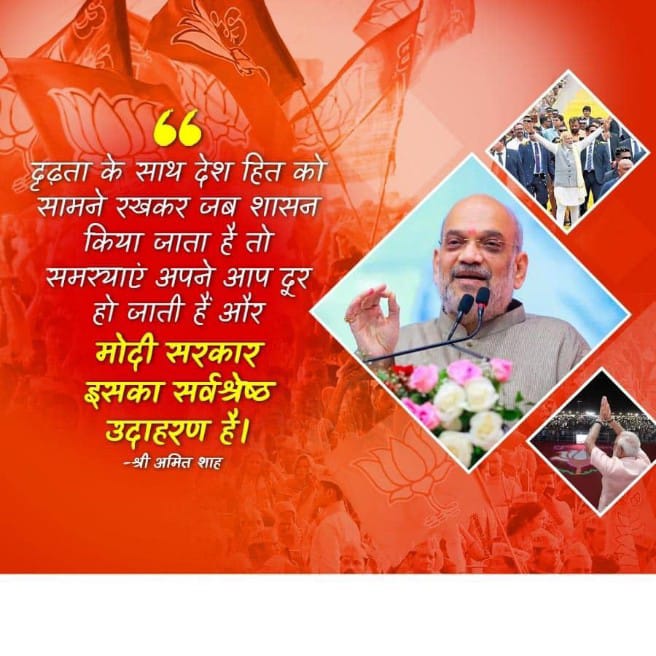 “
दृढ़ता के साथ देश हित को
सामने रखकर जब शासन
किया जाता है तो
समस्याएं अपने आप दूर
हो जाती हैं और
मोदी सरकार
इसका सर्वश्रेष्ठ
उदाहरण है।
-श्री अमित शाह